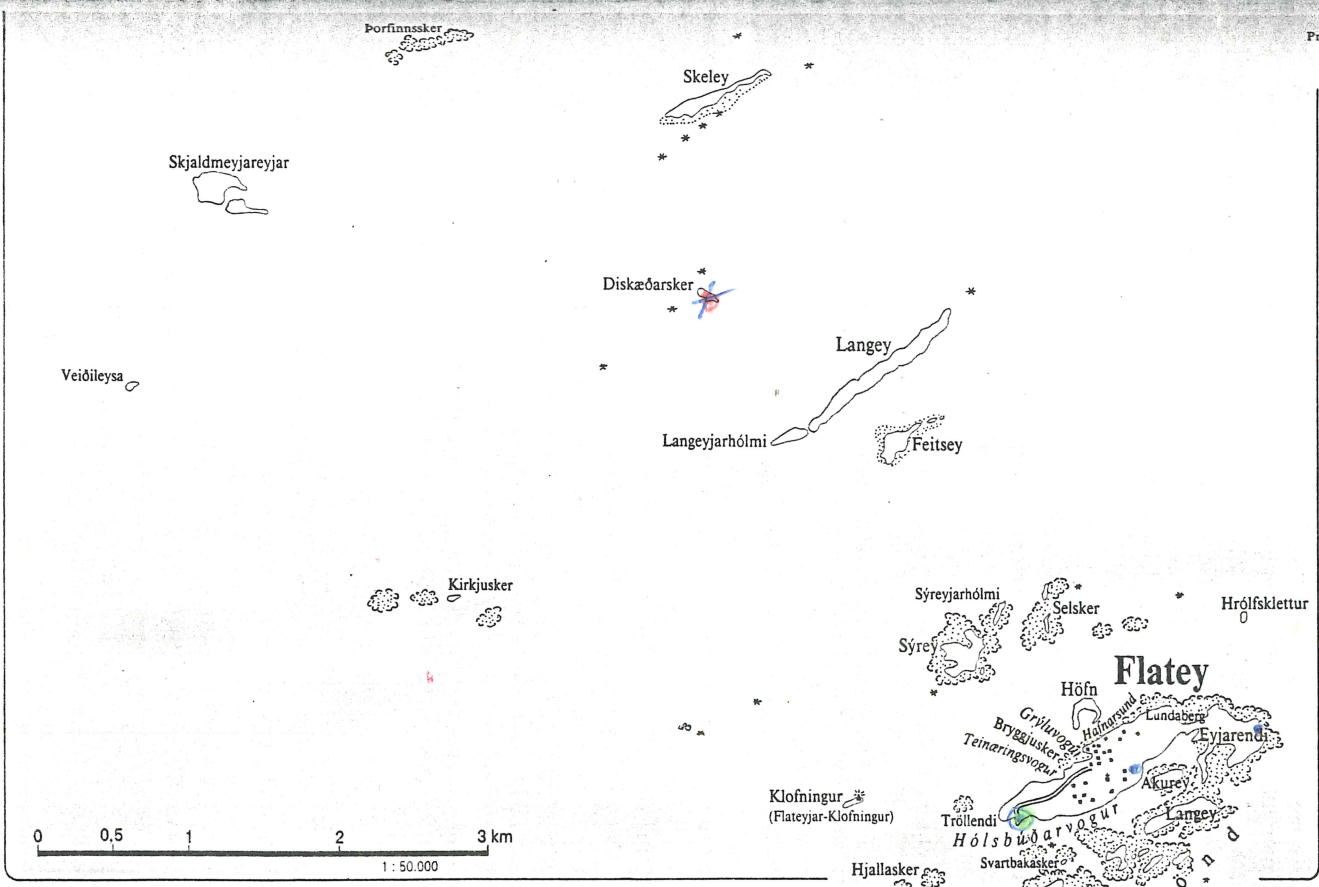 Þorfinnssker
Skeley
Skjaldmeyjareyjar
Diskæðarsker
Langey
Veiðileysa
Langeyjarhólmi
Feitsey
Kirkjusker
Sýreyjarhólmi
Selsker
Hrólfsklettur
Sýrey
Flatey
Höfn
Hafnarsund
Lundaberg
Grýluvogur
Bryggjusker
Teinæringsvogur
Eyjarendi
Akurey
Klofningur
(Flateyjar-Klofningur)
Tröllendi
Langey
Hólsbúðarvogur
Svartbakasker
Hjallasker
0 0,5 1 2 3 km
1 : 50.000